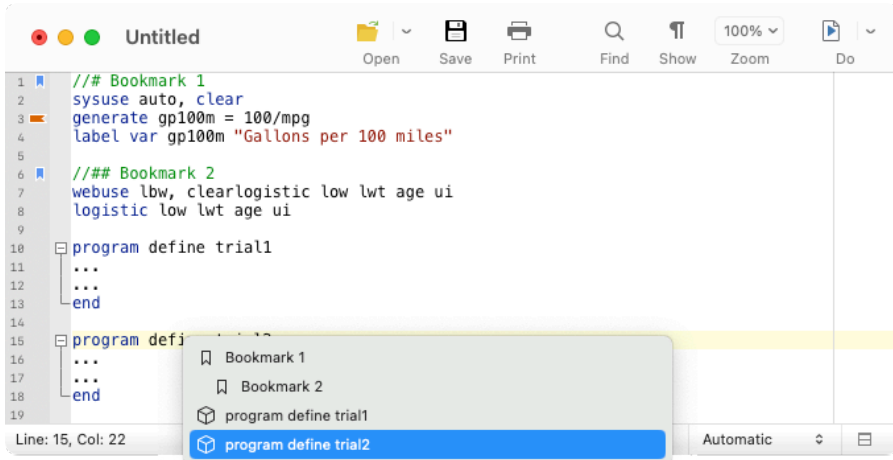 Untitled
Open Save Print Find Show 100% Zoom Do
1 //# Bookmark 1
2 sysuse auto, clear
3 generate gp100m = 100/mpg
4 label var gp100m "Gallons per 100 miles"
5
6 //## Bookmark 2
7 webuse lbw, clearlogistic low lwt age ui
8 logistic low lwt age ui
9
10 program define trial1
11 ...
12 ...
13 end
14
15 program defi
16 ...
17 ...
18 end
19
Bookmark 1
Bookmark 2
program define trial1
program define trial2
Line: 15, Col: 22 Automatic